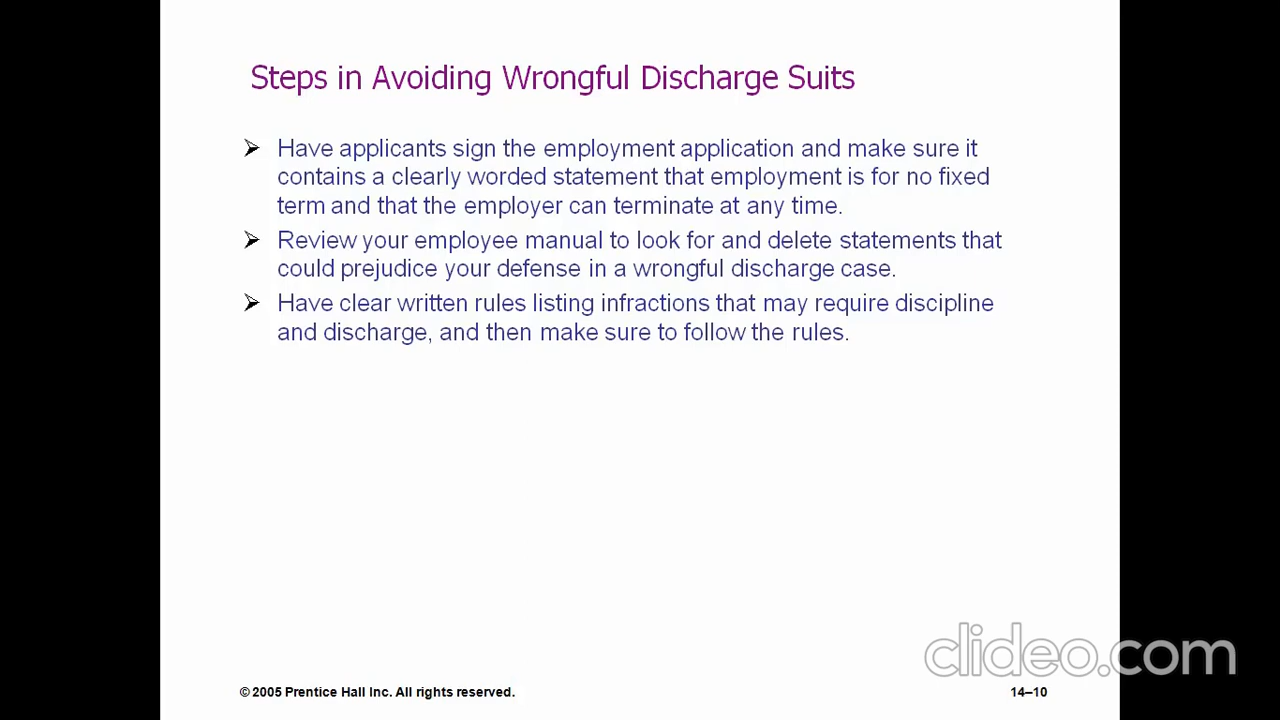 Steps in Avoiding Wrongful Discharge Suits
Have applicants sign the employment application and make sure it
contains a clearly worded statement that employment is for no fixed
term and that the employer can terminate at any time.
Review your employee manual to look for and delete statements that
could prejudice your defense in a wrongful discharge case.
Have clear written rules listing infractions that may require discipline
and discharge, and then make sure to follow the rules.
clideo.com
© 2005 Prentice Hall Inc. All rights reserved.
14–10